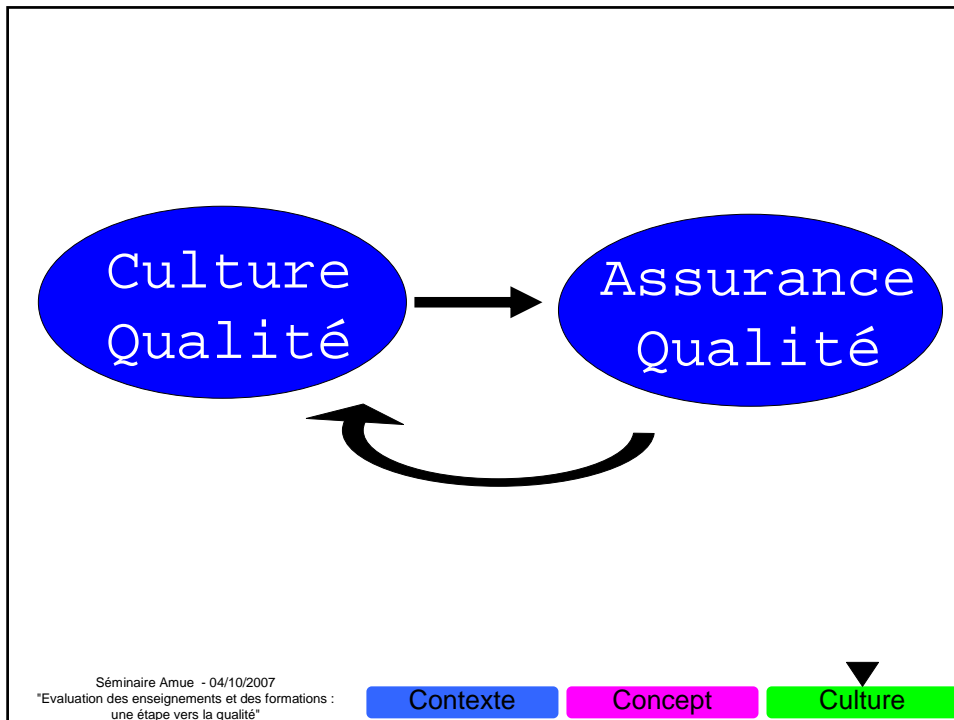 Culture
Qualité
Assurance
Qualité
Séminaire Amue - 04/10/2007
"Evaluation des enseignements et des formations :
une étape vers la qualité"
Contexte
Concept
Culture